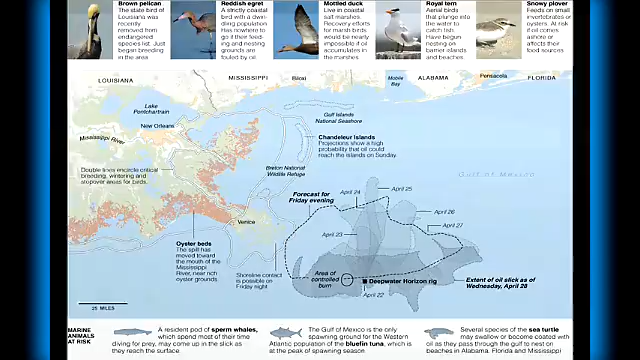 Brown pelican
The state bird of
Louisiana was
recently
removed from
endangered
species list. Just
began breeding
in the area
Reddish egret
A strictly coastal
bird with a dwin-
dling population
Has nowhere to
go if their feed-
ing and nesting
grounds are
fouled by oil
Mottled duck
Live in coastal
salt marshes.
Recovery efforts
for marsh birds
would be nearly
impossible if oil
accumulates in
the marshes
Royal tern
Aerial birds
that plunge into
the water to
catch fish.
Have begun
nesting on
barrier islands
and beaches
Snowy plover
Feeds on small
invertebrates or
oysters. At risk
if oil comes
ashore or
affects their
food sources
LOUISIANA
MISSISSIPPI
Biloxi
Mobile
Bay
ALABAMA
Pensacola
FLORIDA
Lake
Pontchartrain
New Orleans
Mississippi River
Gulf Islands
National Seashore
Chandeleur Islands
Projections show a high
probability that oil could
reach the islands on Sunday
Breton National
Wildlife Refuge
Double lines encircle critical
breeding, wintering and
stopover areas for birds.
Gulf of Mexico
Forecast for
Friday evening
April 24
April 25
April 26
April 27
April 23
Venice
Oyster beds
The spill has
moved toward
the mouth of the
Mississippi
River, near rich
oyster grounds.
Shoreline contact
is possible on
Friday night
Area of
controlled
burn
Deepwater Horizon rig
April 22
Extent of oil slick as of
Wednesday, April 28
25 MILES
MARINE
ANIMALS
AT RISK
A resident pod of sperm whales,
which spend most of their time
diving for prey, may come up in the slick as
they reach the surface
The Gulf of Mexico is the only
spawning ground for the Western
Atlantic population of the bluefin tuna, which is
at the peak of spawning season.
Several species of the sea turtle
may swallow or become coated with
oil as they pass through the gulf to nest on
beaches in Alabama, Florida and Mississippi